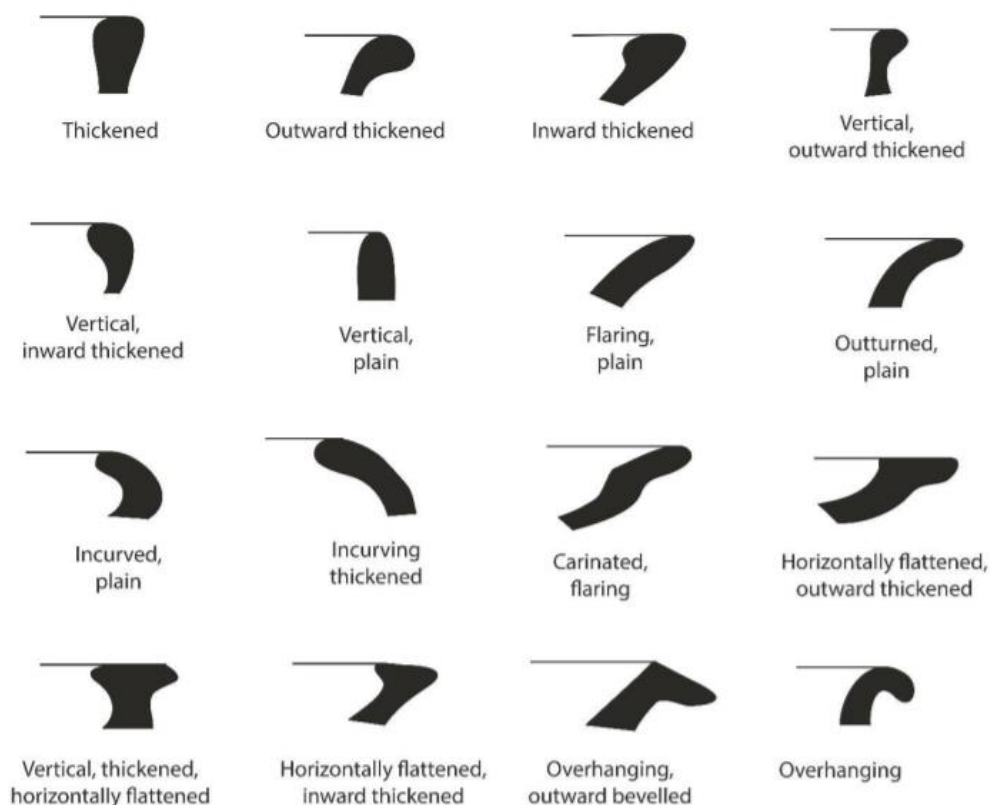 Thickened
Outward thickened
Inward thickened
Vertical,
outward thickened
Vertical,
inward thickened
Vertical,
plain
Flaring,
plain
Outturned,
plain
Incurved,
plain
Incurving
thickened
Carinated,
flaring
Horizontally flattened,
outward thickened
Vertical, thickened,
horizontally flattened
Horizontally flattened,
inward thickened
Overhanging,
outward bevelled
Overhanging